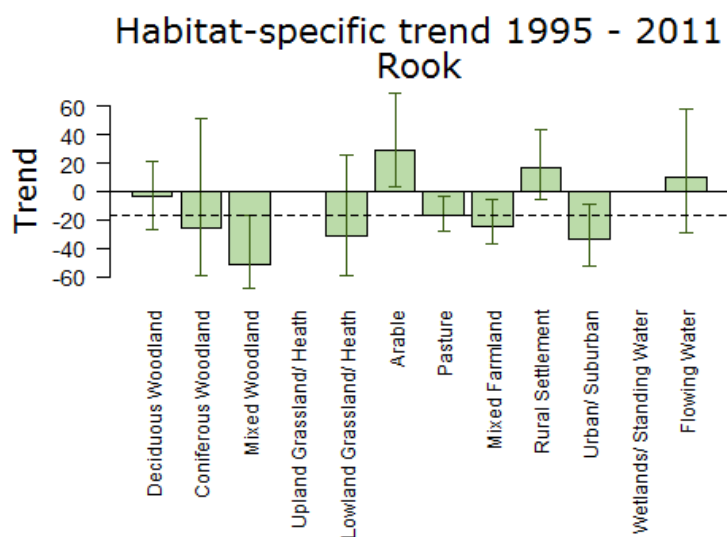 Habitat-specific trend 1995 - 2011
Rook
Trend
60
40
20
0
-20
-40
-60
Deciduous Woodland
Coniferous Woodland
Mixed Woodland
Upland Grassland/ Heath
Lowland Grassland/ Heath
Arable
Pasture
Mixed Farmland
Rural Settlement
Urban/ Suburban
Wetlands/ Standing Water
Flowing Water